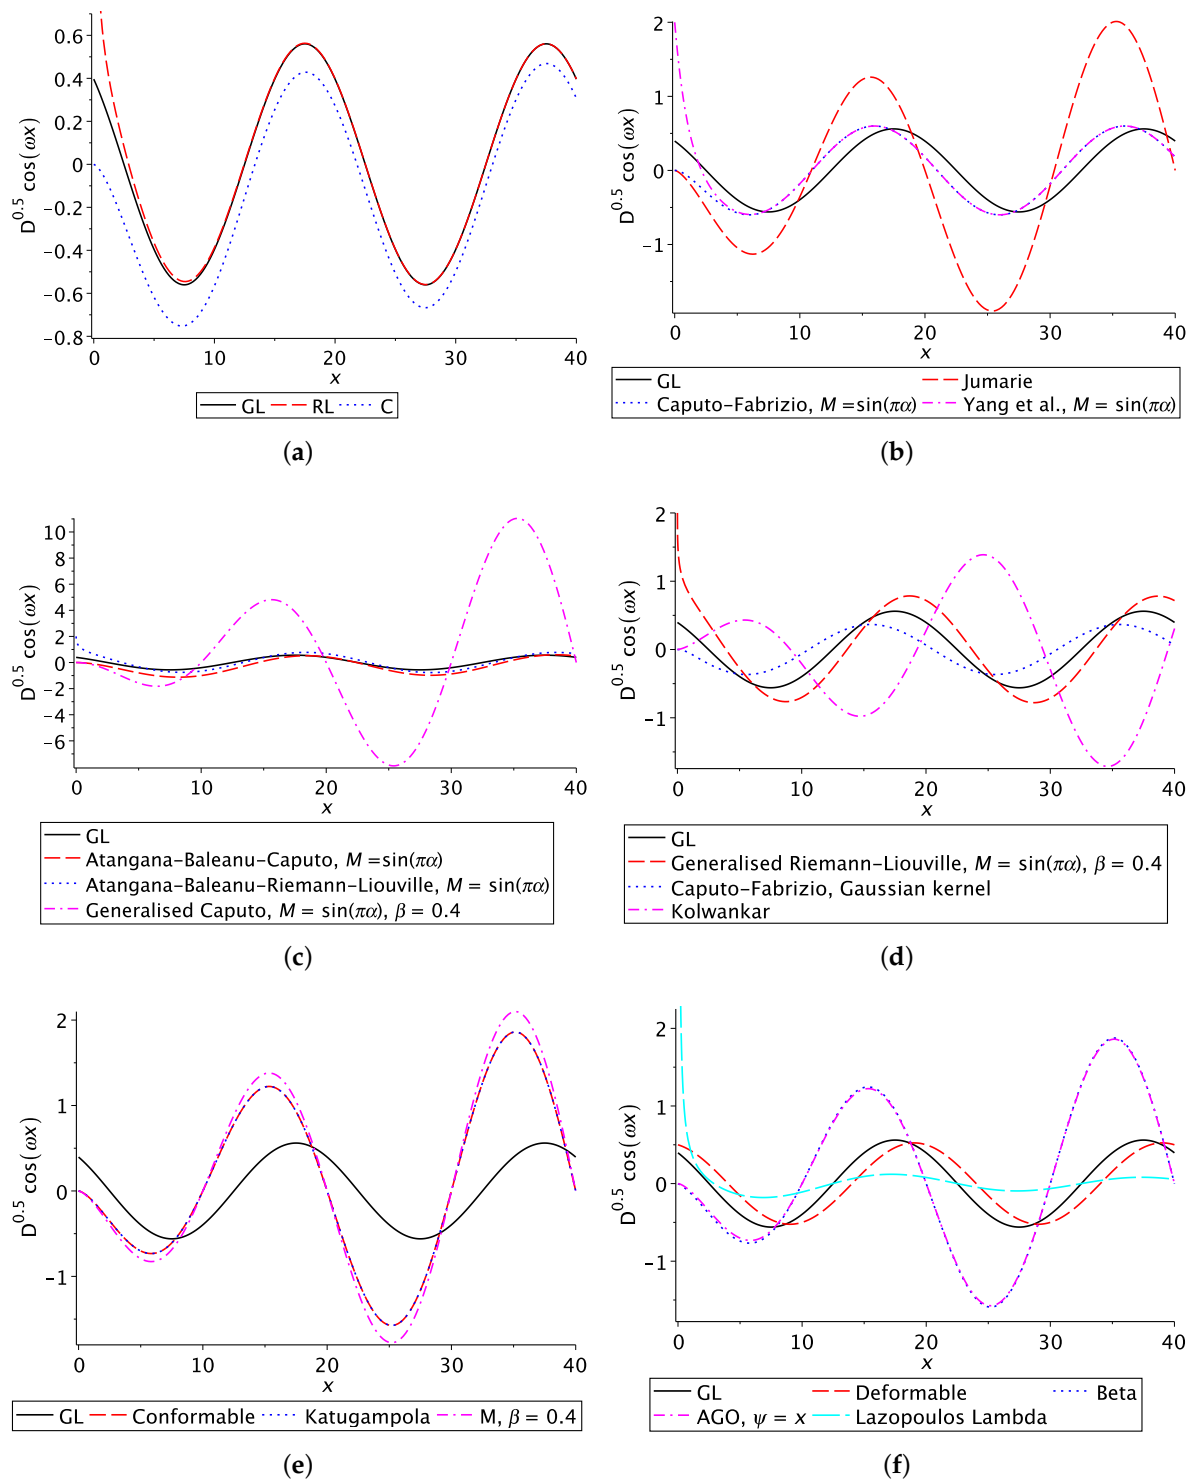 0.6
0.4
0.2
0
−0.2
−0.4
−0.6
−0.8
D^0.5 cos(ωx)
0 10 20 30 40
x
GL RL C
(a)
2
1
0
−1
D^0.5 cos(ωx)
0 10 20 30 40
x
GL Jumarie
Caputo–Fabrizio, M =sin(πα) Yang et al., M = sin(πα)
(b)
10
8
6
4
2
0
−2
−4
−6
D^0.5 cos(ωx)
0 10 20 30 40
x
GL
Atangana–Baleanu–Caputo, M =sin(πα)
Atangana–Baleanu–Riemann–Liouville, M = sin(πα)
Generalised Caputo, M = sin(πα), β = 0.4
(c)
2
1
0
−1
D^0.5 cos(ωx)
0 10 20 30 40
x
GL
Generalised Riemann–Liouville, M = sin(πα), β = 0.4
Caputo–Fabrizio, Gaussian kernel
Kolwankar
(d)
2
1
0
−1
D^0.5 cos(ωx)
0 10 20 30 40
x
GL Conformable Katugampola M, β = 0.4
(e)
2
1
0
−1
D^0.5 cos(ωx)
0 10 20 30 40
x
GL Deformable Beta
AGO, ψ = x Lazopoulos Lambda
(f)